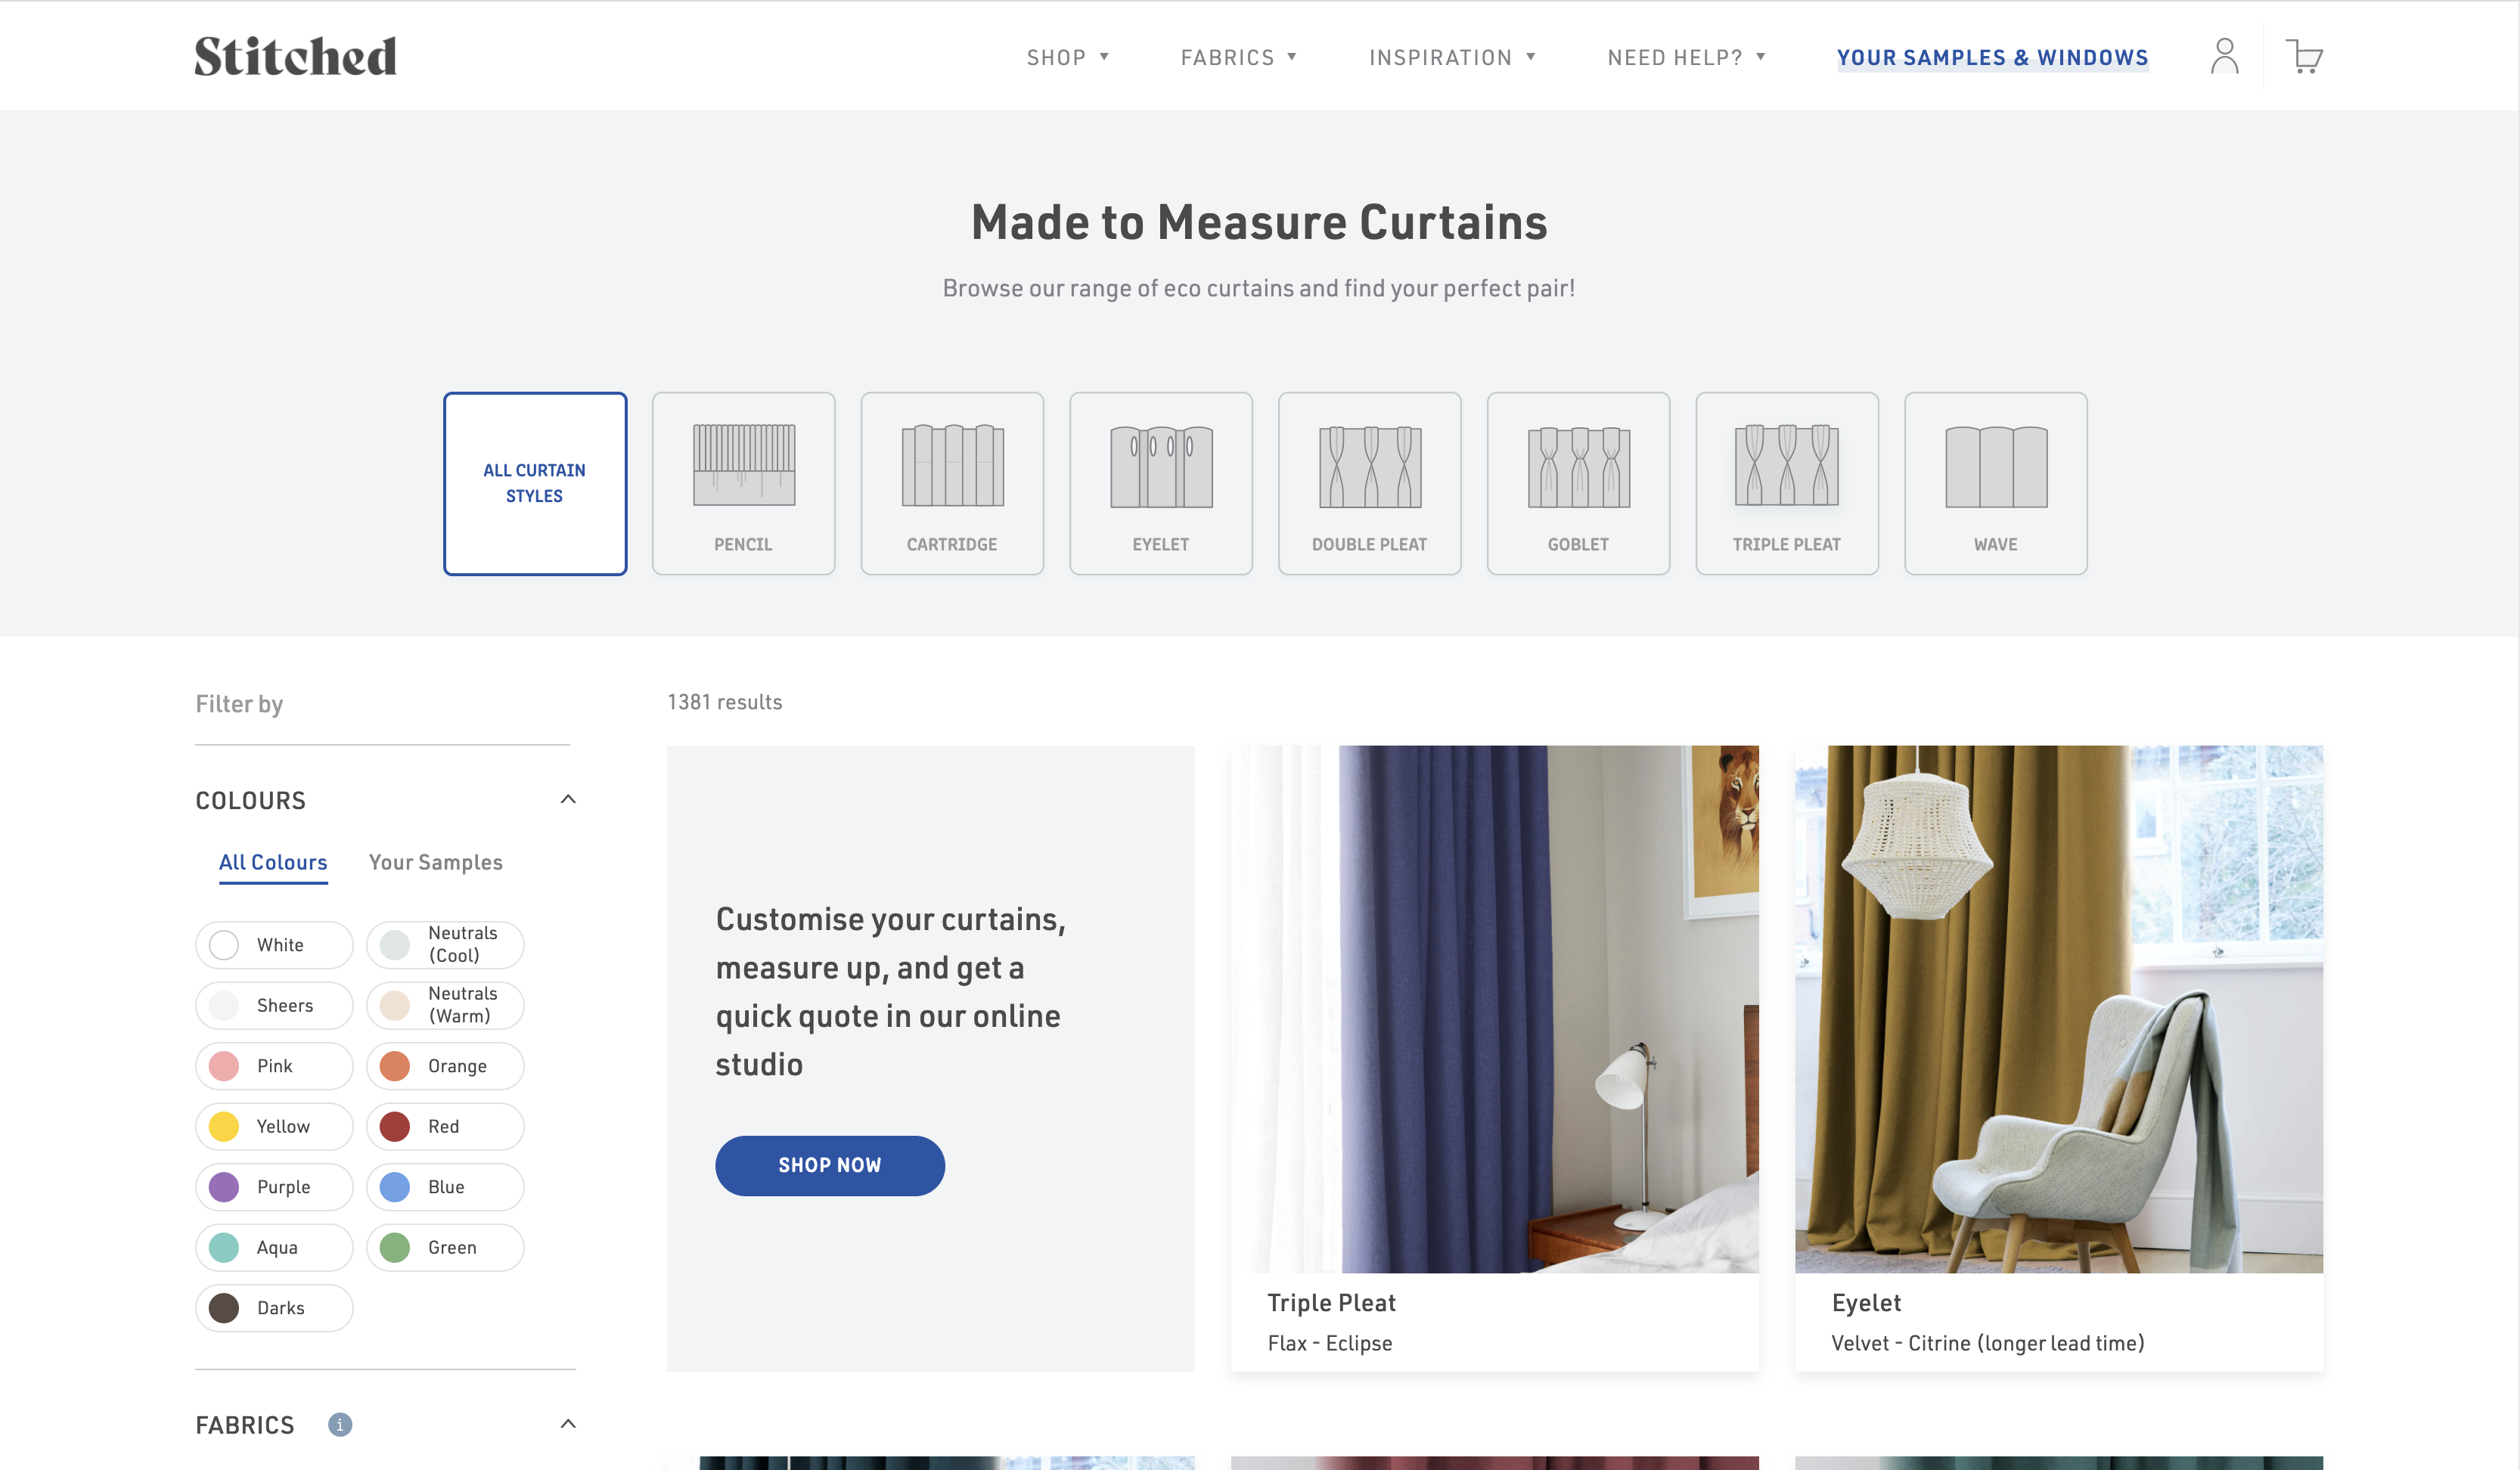 Stitched
SHOP
FABRICS
INSPIRATION
NEED HELP?
YOUR SAMPLES & WINDOWS
Made to Measure Curtains
Browse our range of eco curtains and find your perfect pair!
ALL CURTAIN
STYLES
PENCIL
CARTRIDGE
EYELET
DOUBLE PLEAT
GOBLET
TRIPLE PLEAT
WAVE
Filter by
1381 results
COLOURS
All Colours
Your Samples
White
Neutrals
(Cool)
Sheers
Neutrals
(Warm)
Pink
Orange
Yellow
Red
Purple
Blue
Aqua
Green
Darks
FABRICS
i
Customise your curtains,
measure up, and get a
quick quote in our online
studio
SHOP NOW
Triple Pleat
Flax - Eclipse
Eyelet
Velvet - Citrine (longer lead time)